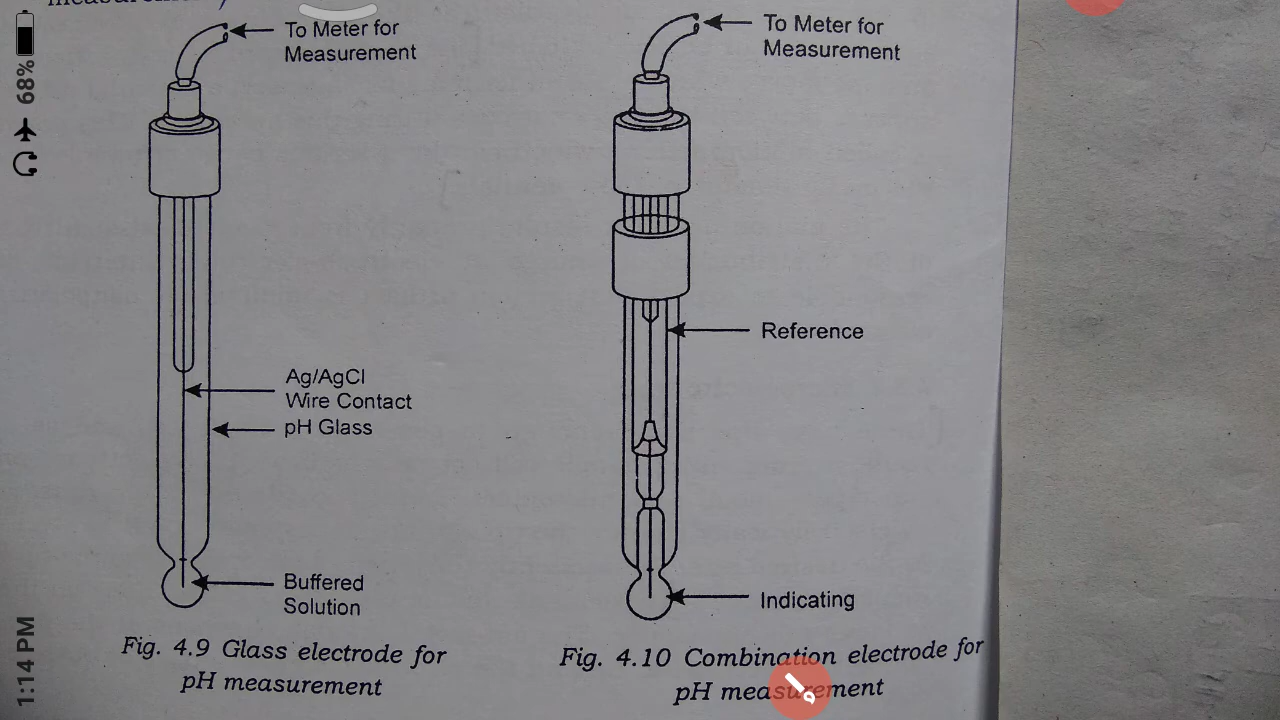 To Meter for
Measurement
Ag/AgCl
Wire Contact
pH Glass
Buffered
Solution
Fig. 4.9 Glass electrode for
pH measurement
To Meter for
Measurement
Reference
Indicating
Fig. 4.10 Combination electrode for
pH measurement
68%
1:14 PM